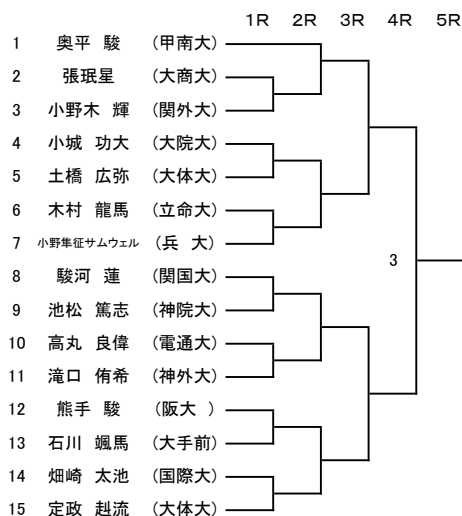 1R 2R 3R 4R 5R
1 奥平 駿 (甲南大)
2 張珉星 (大商大)
3 小野木 輝 (関外大)
4 小城 功大 (大院大)
5 土橋 広弥 (大体大)
6 木村 龍馬 (立命大)
7 小野隼征サムウェル (兵 大)
3
8 駿河 蓮 (関国大)
9 池松 篤志 (神院大)
10 高丸 良偉 (電通大)
11 滝口 侑希 (神外大)
12 熊手 駿 (阪大 )
13 石川 颯馬 (大手前)
14 畑崎 太池 (国際大)
15 定政 赳流 (大体大)